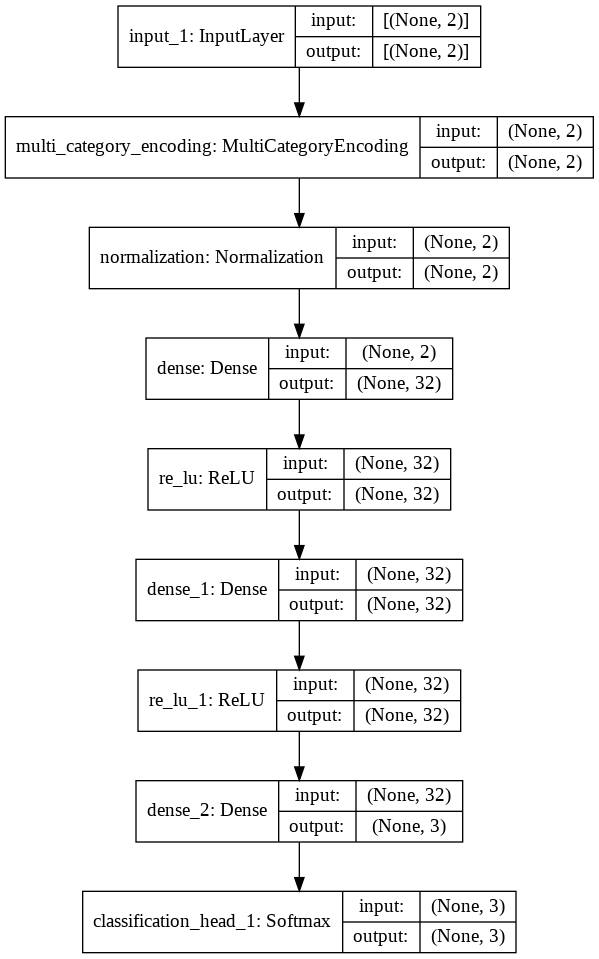 input_1: InputLayer
input: [(None, 2)]
output: [(None, 2)]
multi_category_encoding: MultiCategoryEncoding
input: (None, 2)
output: (None, 2)
normalization: Normalization
input: (None, 2)
output: (None, 2)
dense: Dense
input: (None, 2)
output: (None, 32)
re_lu: ReLU
input: (None, 32)
output: (None, 32)
dense_1: Dense
input: (None, 32)
output: (None, 32)
re_lu_1: ReLU
input: (None, 32)
output: (None, 32)
dense_2: Dense
input: (None, 32)
output: (None, 3)
classification_head_1: Softmax
input: (None, 3)
output: (None, 3)